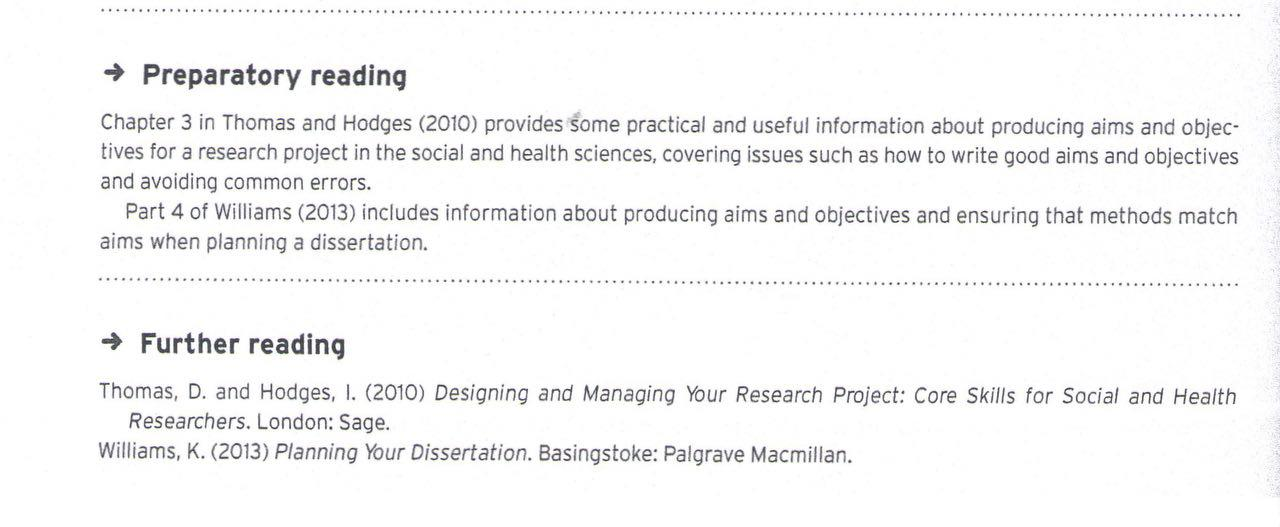 → Preparatory reading
Chapter 3 in Thomas and Hodges (2010) provides some practical and useful information about producing aims and objec-
tives for a research project in the social and health sciences, covering issues such as how to write good aims and objectives
and avoiding common errors.
Part 4 of Williams (2013) includes information about producing aims and objectives and ensuring that methods match
aims when planning a dissertation.
→ Further reading
Thomas, D. and Hodges, I. (2010) Designing and Managing Your Research Project: Core Skills for Social and Health
Researchers. London: Sage.
Williams, K. (2013) Planning Your Dissertation. Basingstoke: Palgrave Macmillan.